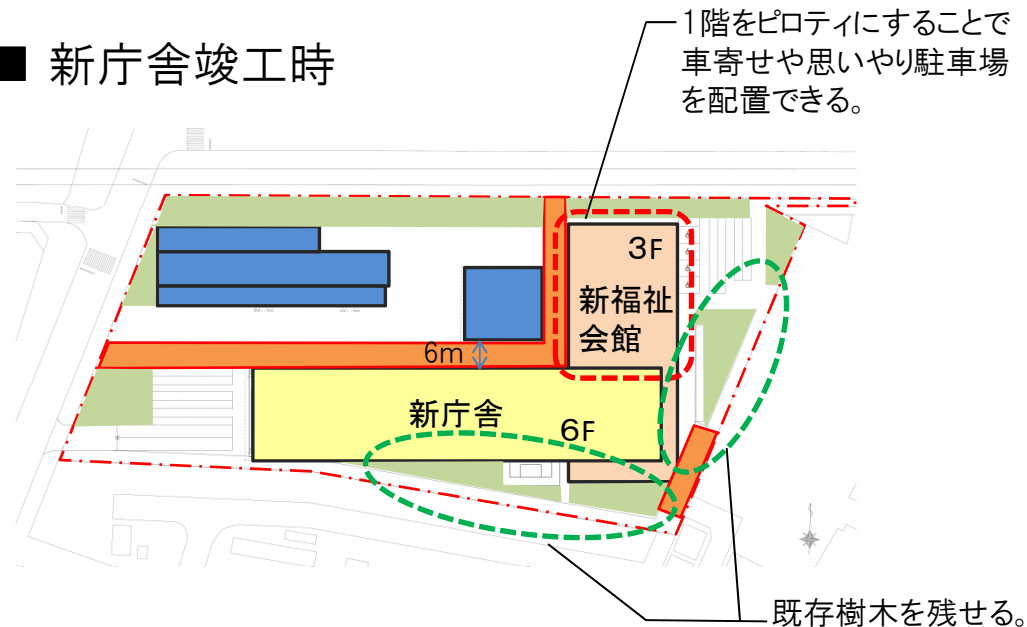 1階をピロティにすることで
車寄せや思いやり駐車場
を配置できる。
■ 新庁舎竣工時
3F
新福祉
会館
6m
新庁舎
6F
既存樹木を残せる。